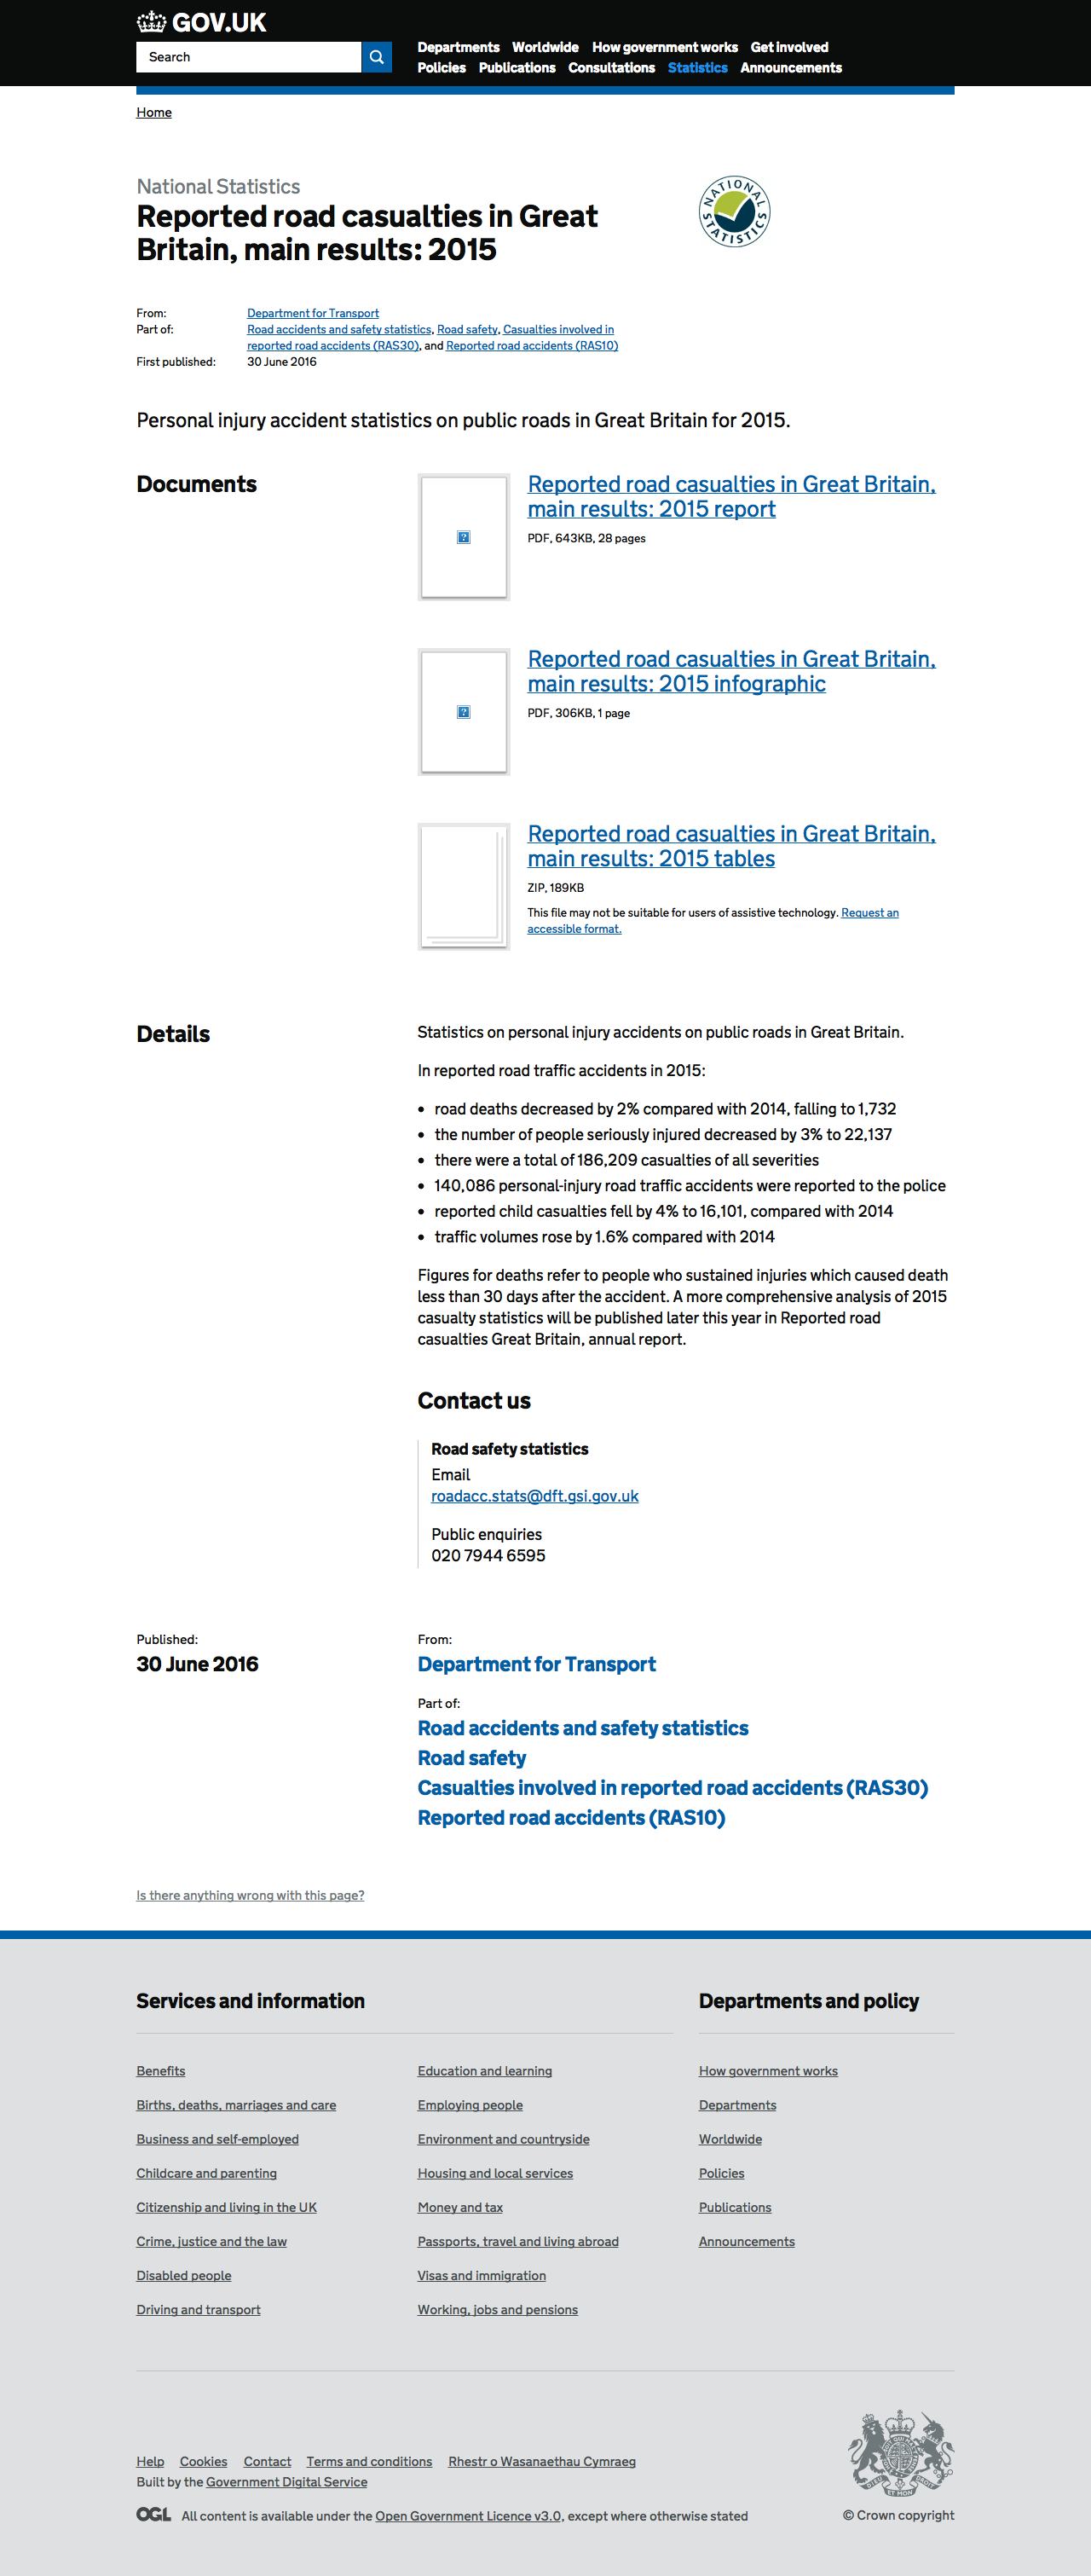 GOV.UK
Search
Departments Worldwide How government works Get involved
Policies Publications Consultations Statistics Announcements
Home
National Statistics
Reported road casualties in Great
Britain, main results: 2015
NATIONAL STATISTICS
From: Department for Transport
Part of: Road accidents and safety statistics, Road safety, Casualties involved in
reported road accidents (RAS30), and Reported road accidents (RAS10)
First published: 30 June 2016
Personal injury accident statistics on public roads in Great Britain for 2015.
Documents
Reported road casualties in Great Britain,
main results: 2015 report
PDF, 643KB, 28 pages
Reported road casualties in Great Britain,
main results: 2015 infographic
PDF, 306KB, 1 page
Reported road casualties in Great Britain,
main results: 2015 tables
ZIP, 189KB
This file may not be suitable for users of assistive technology. Request an
accessible format.
Details
Statistics on personal injury accidents on public roads in Great Britain.
In reported road traffic accidents in 2015:
• road deaths decreased by 2% compared with 2014, falling to 1,732
• the number of people seriously injured decreased by 3% to 22,137
• there were a total of 186,209 casualties of all severities
• 140,086 personal-injury road traffic accidents were reported to the police
• reported child casualties fell by 4% to 16,101, compared with 2014
• traffic volumes rose by 1.6% compared with 2014
Figures for deaths refer to people who sustained injuries which caused death
less than 30 days after the accident. A more comprehensive analysis of 2015
casualty statistics will be published later this year in Reported road
casualties Great Britain, annual report.
Contact us
Road safety statistics
Email
roadacc.stats@dft.gsi.gov.uk
Public enquiries
020 7944 6595
Published:
30 June 2016
From:
Department for Transport
Part of:
Road accidents and safety statistics
Road safety
Casualties involved in reported road accidents (RAS30)
Reported road accidents (RAS10)
Is there anything wrong with this page?
Services and information
Benefits
Births, deaths, marriages and care
Business and self-employed
Childcare and parenting
Citizenship and living in the UK
Crime, justice and the law
Disabled people
Driving and transport
Education and learning
Employing people
Environment and countryside
Housing and local services
Money and tax
Passports, travel and living abroad
Visas and immigration
Working, jobs and pensions
Departments and policy
How government works
Departments
Worldwide
Policies
Publications
Announcements
Help Cookies Contact Terms and conditions Rhestr o Wasanaethau Cymraeg
Built by the Government Digital Service
OGL All content is available under the Open Government Licence v3.0, except where otherwise stated
© Crown copyright